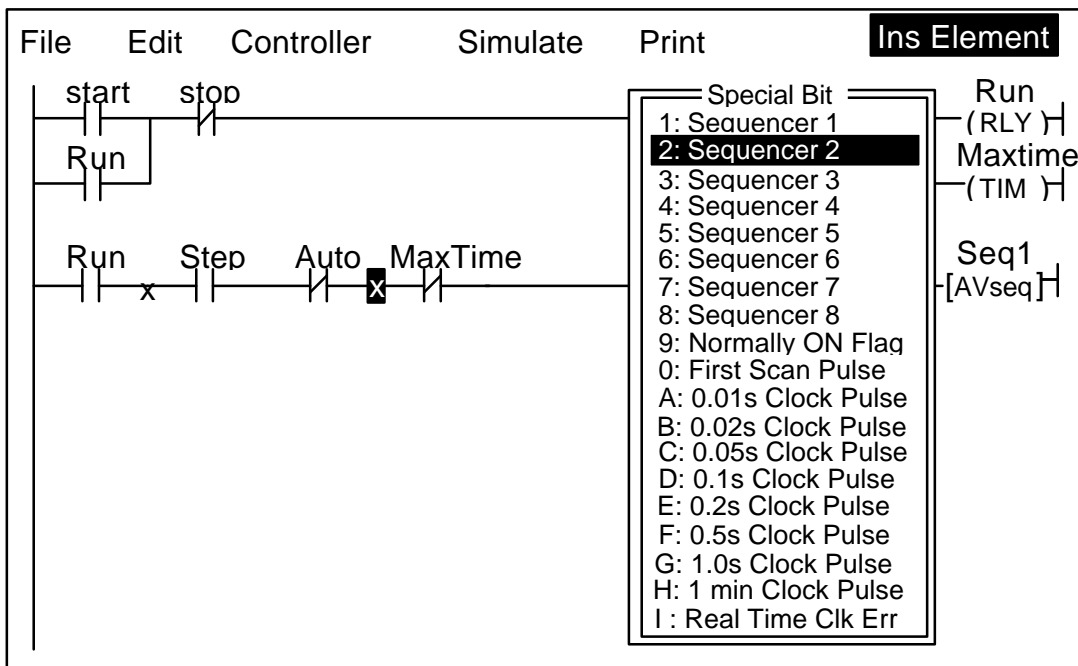 File Edit Controller Simulate Print Ins Element
start stop
Run
Run Step Auto MaxTime
x x
Special Bit
1: Sequencer 1
2: Sequencer 2
3: Sequencer 3
4: Sequencer 4
5: Sequencer 5
6: Sequencer 6
7: Sequencer 7
8: Sequencer 8
9: Normally ON Flag
0: First Scan Pulse
A: 0.01s Clock Pulse
B: 0.02s Clock Pulse
C: 0.05s Clock Pulse
D: 0.1s Clock Pulse
E: 0.2s Clock Pulse
F: 0.5s Clock Pulse
G: 1.0s Clock Pulse
H: 1 min Clock Pulse
I : Real Time Clk Err
Run
(RLY )
Maxtime
(TIM )
Seq1
[AVseq]